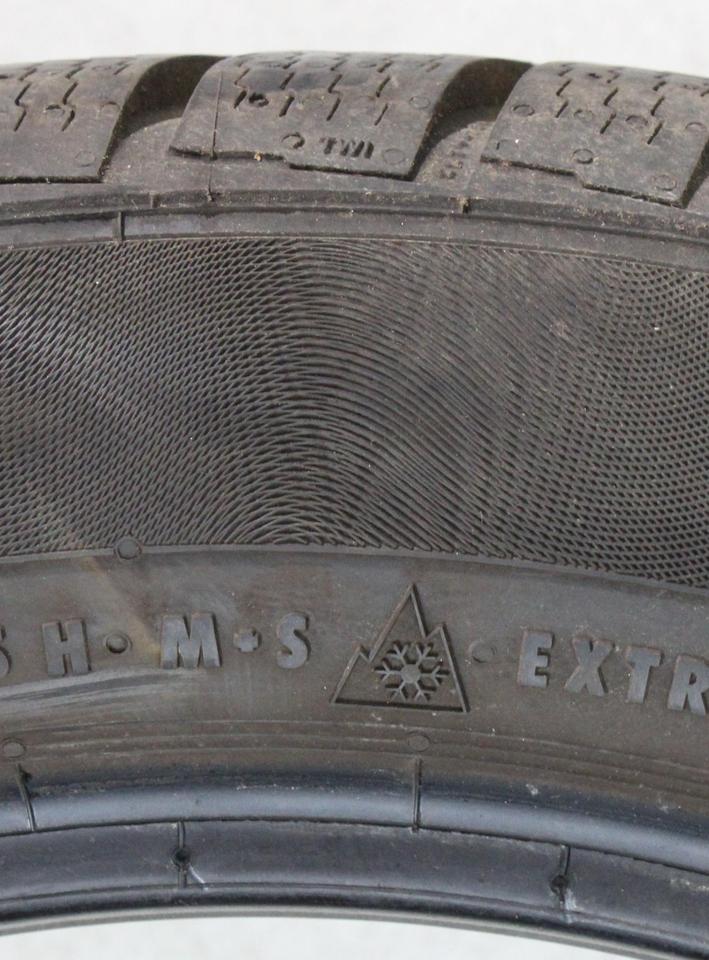 TWI
H · M+S · EXTR